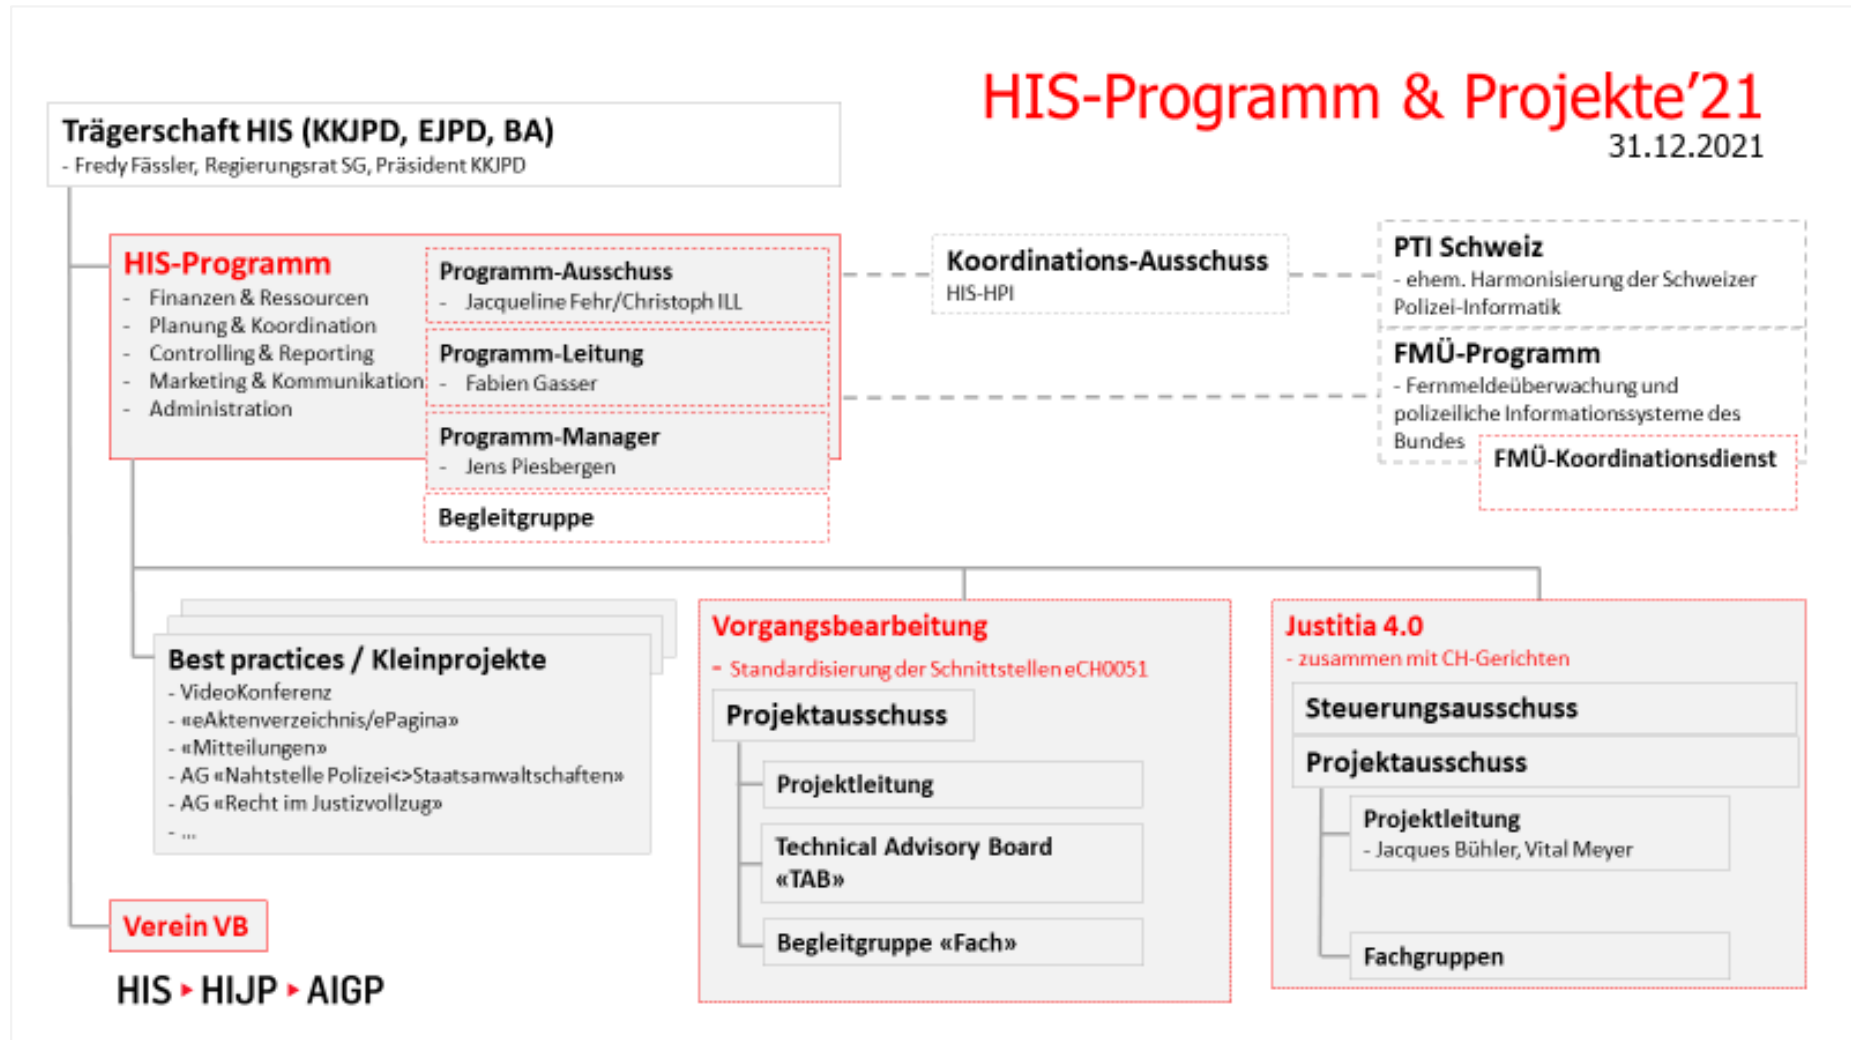 HIS-Programm & Projekte’21
31.12.2021
Trägerschaft HIS (KKJPD, EJPD, BA)
- Fredy Fässler, Regierungsrat SG, Präsident KKJPD
HIS-Programm
- Finanzen & Ressourcen
- Planung & Koordination
- Controlling & Reporting
- Marketing & Kommunikation
- Administration
Programm-Ausschuss
- Jacqueline Fehr/Christoph ILL
Programm-Leitung
- Fabien Gasser
Programm-Manager
- Jens Piesbergen
Begleitgruppe
Koordinations-Ausschuss
HIS-HPI
PTI Schweiz
- ehem. Harmonisierung der Schweizer
Polizei-Informatik
FMÜ-Programm
- Fernmeldeüberwachung und
polizeiliche Informationssysteme des
Bundes
FMÜ-Koordinationsdienst
Best practices / Kleinprojekte
- VideoKonferenz
- «eAktenverzeichnis/ePagina»
- «Mitteilungen»
- AG «Nahtstelle Polizei<>Staatsanwaltschaften»
- AG «Recht im Justizvollzug»
- ...
Vorgangsbearbeitung
- Standardisierung der Schnittstellen eCH0051
Projektausschuss
Projektleitung
Technical Advisory Board
«TAB»
Begleitgruppe «Fach»
Justitia 4.0
- zusammen mit CH-Gerichten
Steuerungsausschuss
Projektausschuss
Projektleitung
- Jacques Bühler, Vital Meyer
Fachgruppen
Verein VB
HIS ▸ HIJP ▸ AIGP